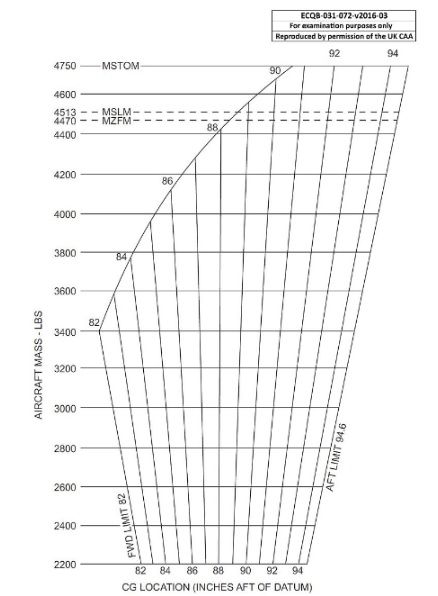 ECQB-031-072-v2016-03
For examination purposes only
Reproduced by permission of the UK CAA
92 94
4750 MSTOM 90
4600
4513 MSLM
4470 MZFM
4400 88
4200 86
4000
3800 84
3600
3400 82
3200
3000
2800
2600
2400
2200
AIRCRAFT MASS - LBS
FWD LIMIT 82
AFT LIMIT 94.6
82 84 86 88 90 92 94
CG LOCATION (INCHES AFT OF DATUM)